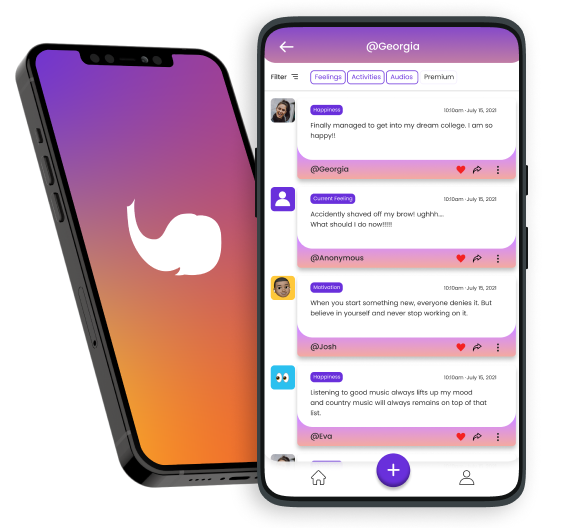 @Georgia
Filter Feelings Activities Audios Premium
Happiness 10:10am · July 15, 2021
Finally managed to get into my dream college. I am so
happy!!
@Georgia
Current Feeling 10:10am · July 15, 2021
Accidently shaved off my brow! ughhh...
What should I do now!!!!!
@Anonymous
Motivation 10:10am · July 15, 2021
When you start something new, everyone denies it. But
believe in yourself and never stop working on it.
@Josh
Happiness 10:10am · July 15, 2021
Listening to good music always lifts up my mood
and country music will always remains on top of that
list.
@Eva